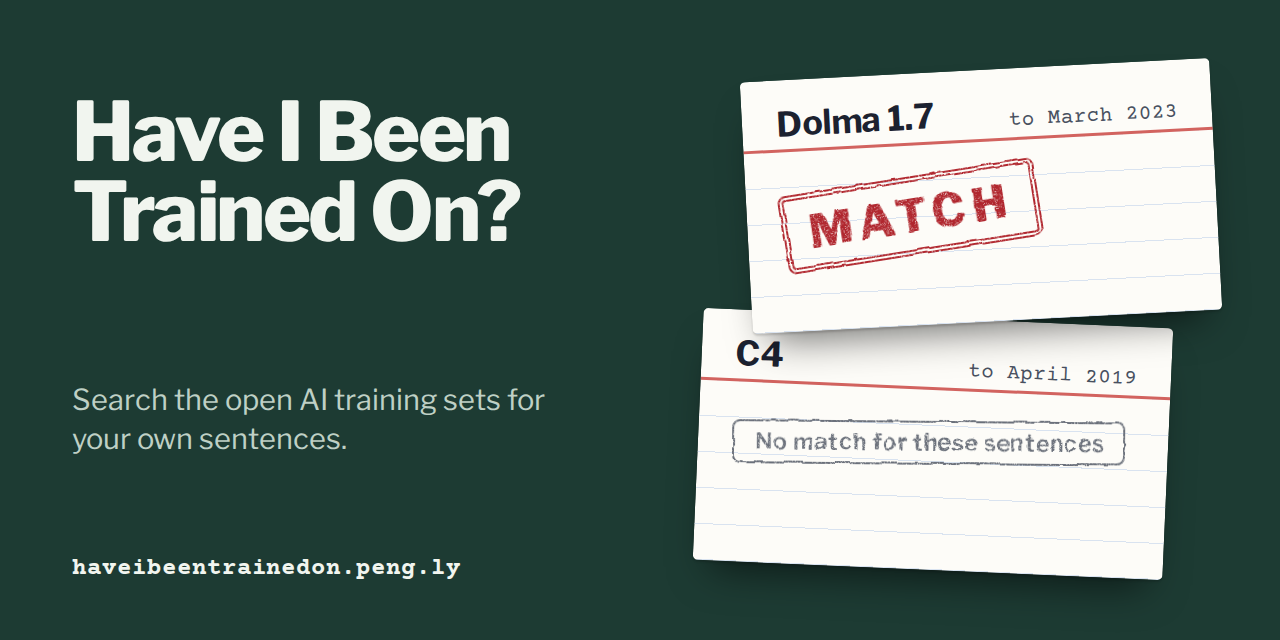 Have I Been
Trained On?
Search the open AI training sets for
your own sentences.
haveibeentrainedon.peng.ly
Dolma 1.7
to March 2023
MATCH
C4
to April 2019
No match for these sentences